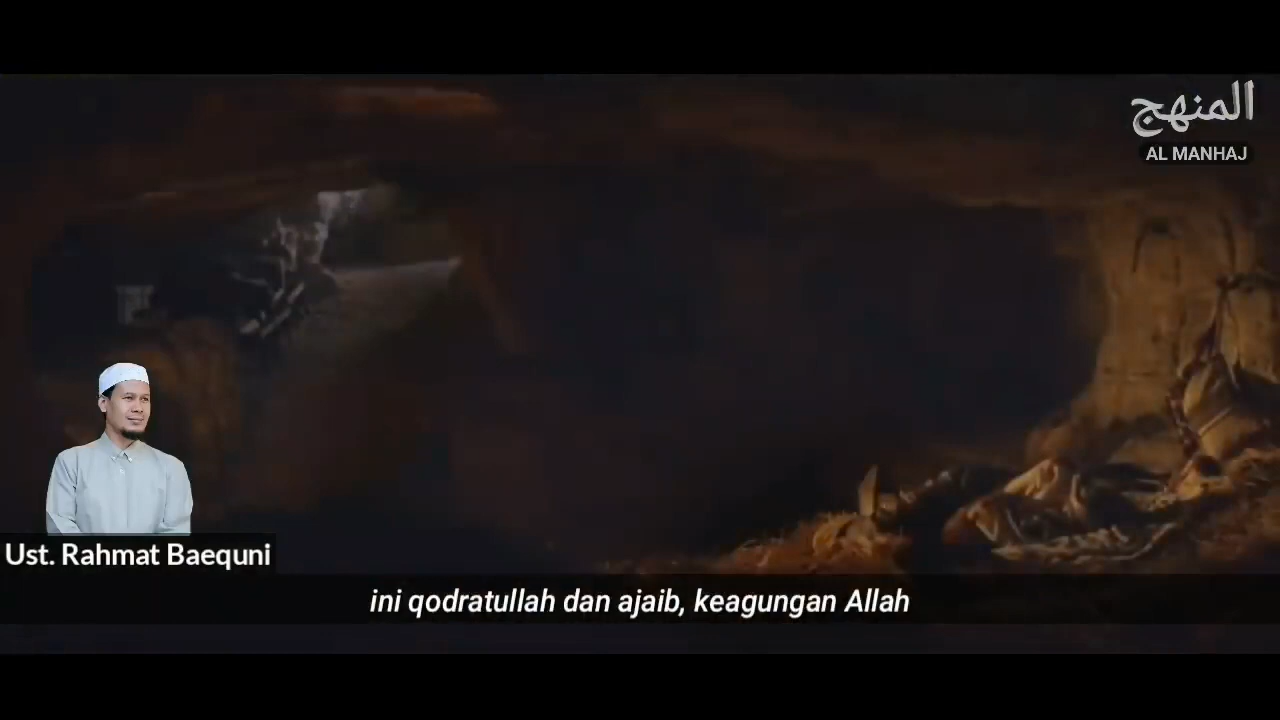 المنهج
AL MANHAJ
Ust. Rahmat Baequni
ini qodratullah dan ajaib, keagungan Allah